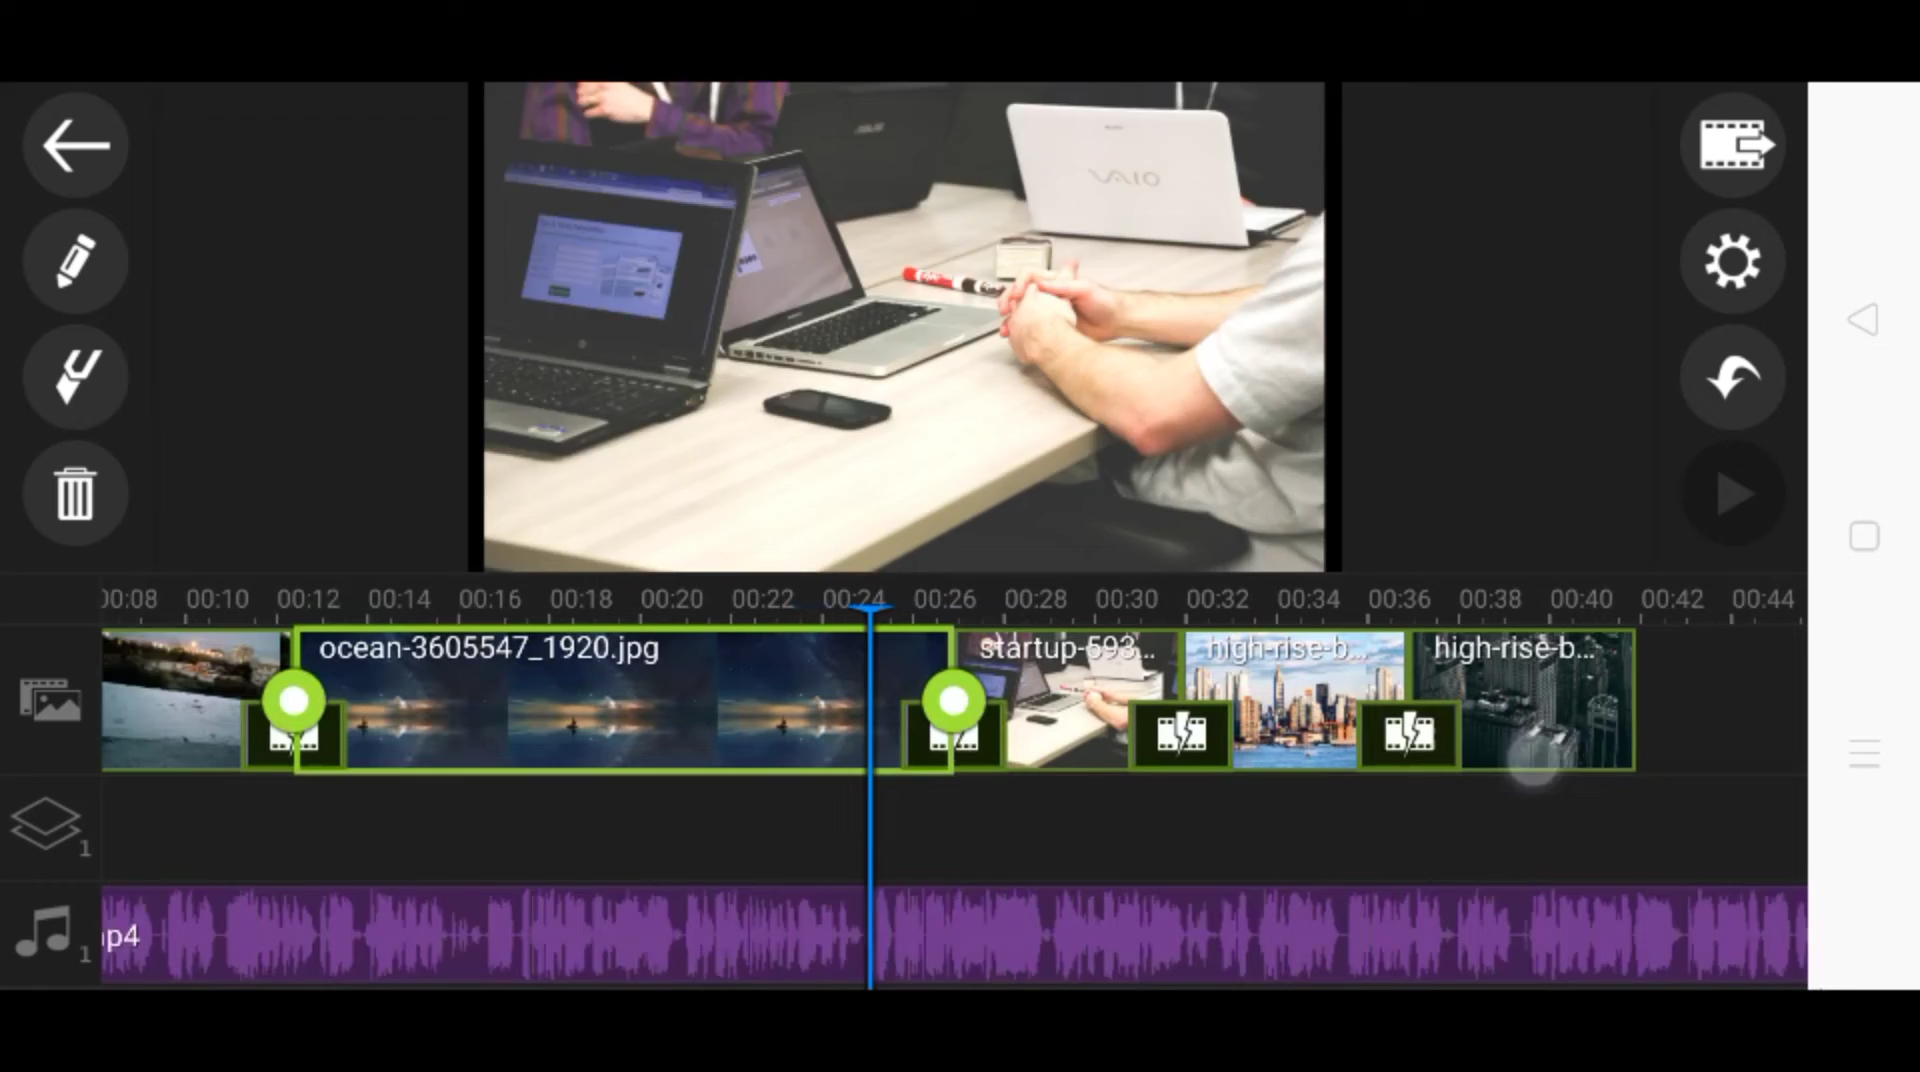 VAIO
00:08 00:10 00:12 00:14 00:16 00:18 00:20 00:22 00:24 00:26 00:28 00:30 00:32 00:34 00:36 00:38 00:40 00:42 00:44
ocean-3605547_1920.jpg startup-593... high-rise-b... high-rise-b...
1
np4
1